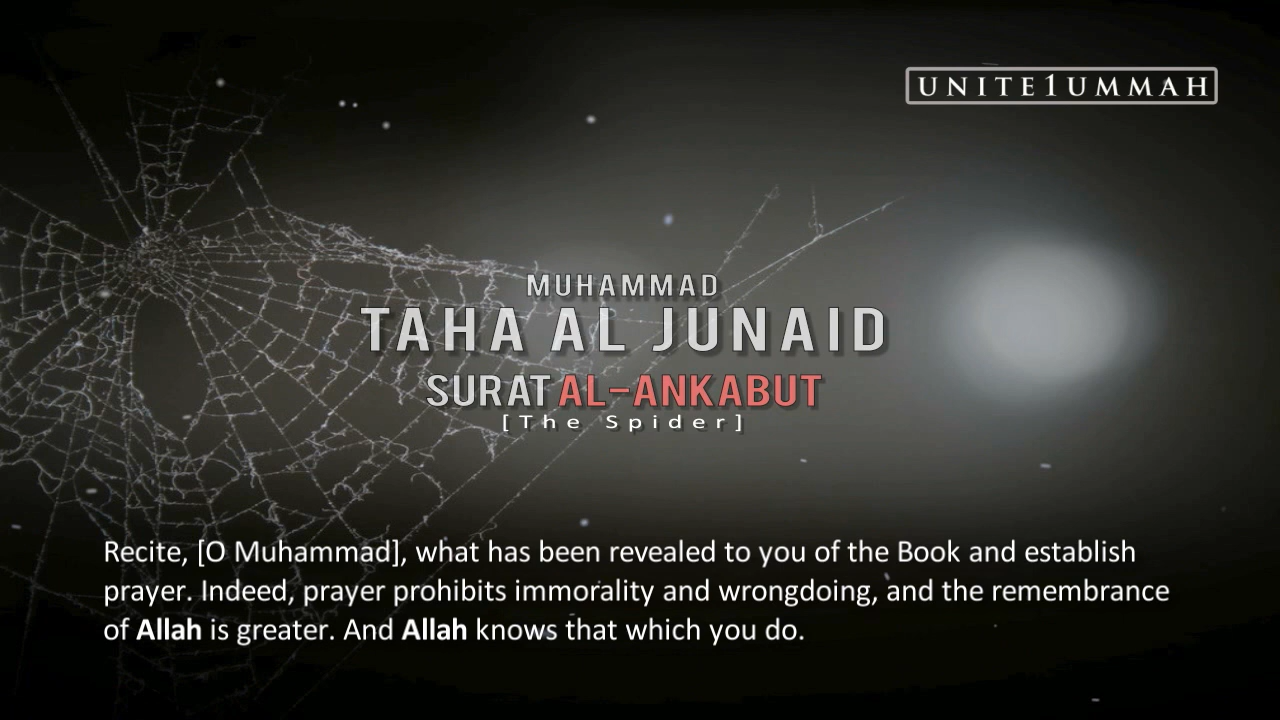 UNITE1UMMAH
MUHAMMAD
TAHA AL JUNAID
SURAT AL-ANKABUT
[The Spider]
Recite, [O Muhammad], what has been revealed to you of the Book and establish
prayer. Indeed, prayer prohibits immorality and wrongdoing, and the remembrance
of Allah is greater. And Allah knows that which you do.